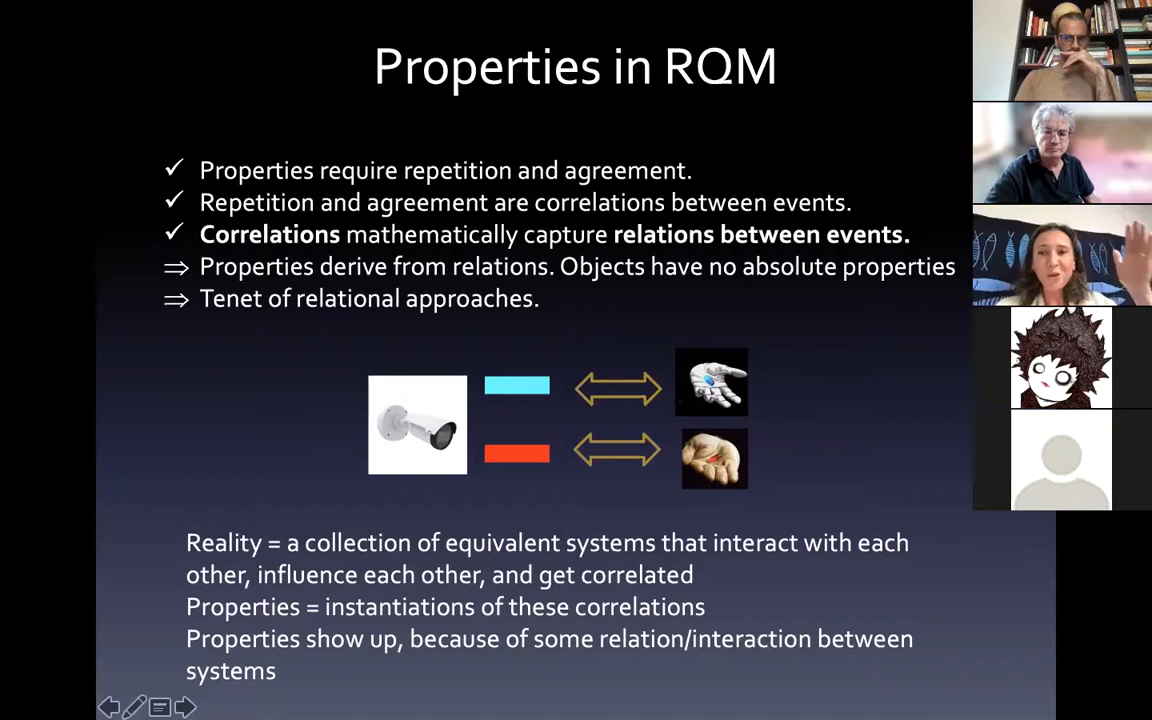 Properties in RQM
✓ Properties require repetition and agreement.
✓ Repetition and agreement are correlations between events.
✓ Correlations mathematically capture relations between events.
⇒ Properties derive from relations. Objects have no absolute properties
⇒ Tenet of relational approaches.
Reality = a collection of equivalent systems that interact with each
other, influence each other, and get correlated
Properties = instantiations of these correlations
Properties show up, because of some relation/interaction between
systems